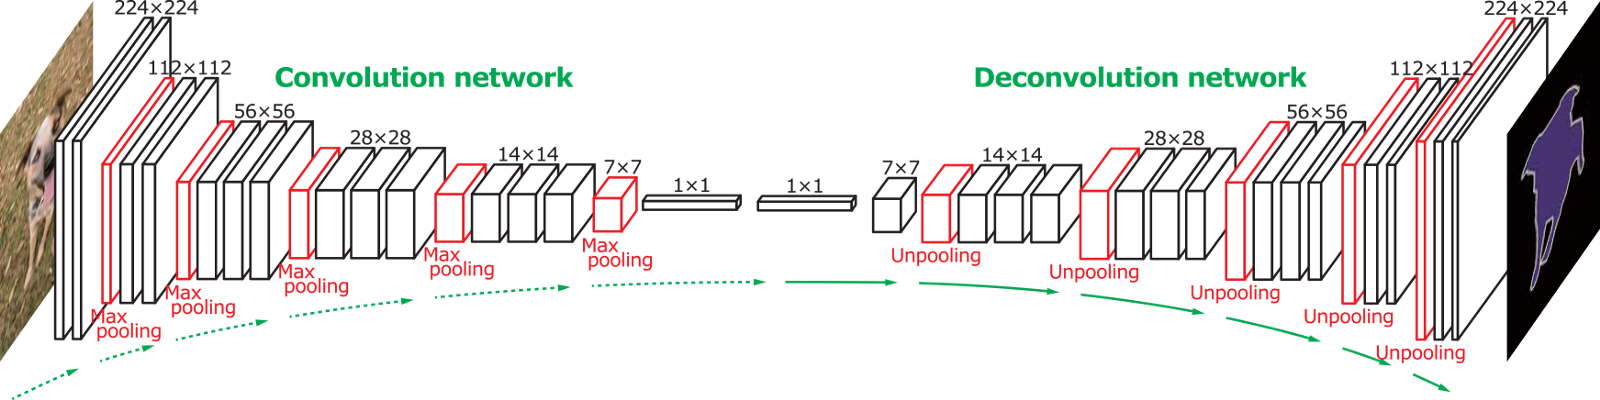 224×224
112×112
56×56
28×28
14×14
7×7
1×1
1×1
7×7
14×14
28×28
56×56
112×112
224×224
Convolution network
Deconvolution network
Max
pooling
Max
pooling
Max
pooling
Max
pooling
Max
pooling
Unpooling
Unpooling
Unpooling
Unpooling
Unpooling